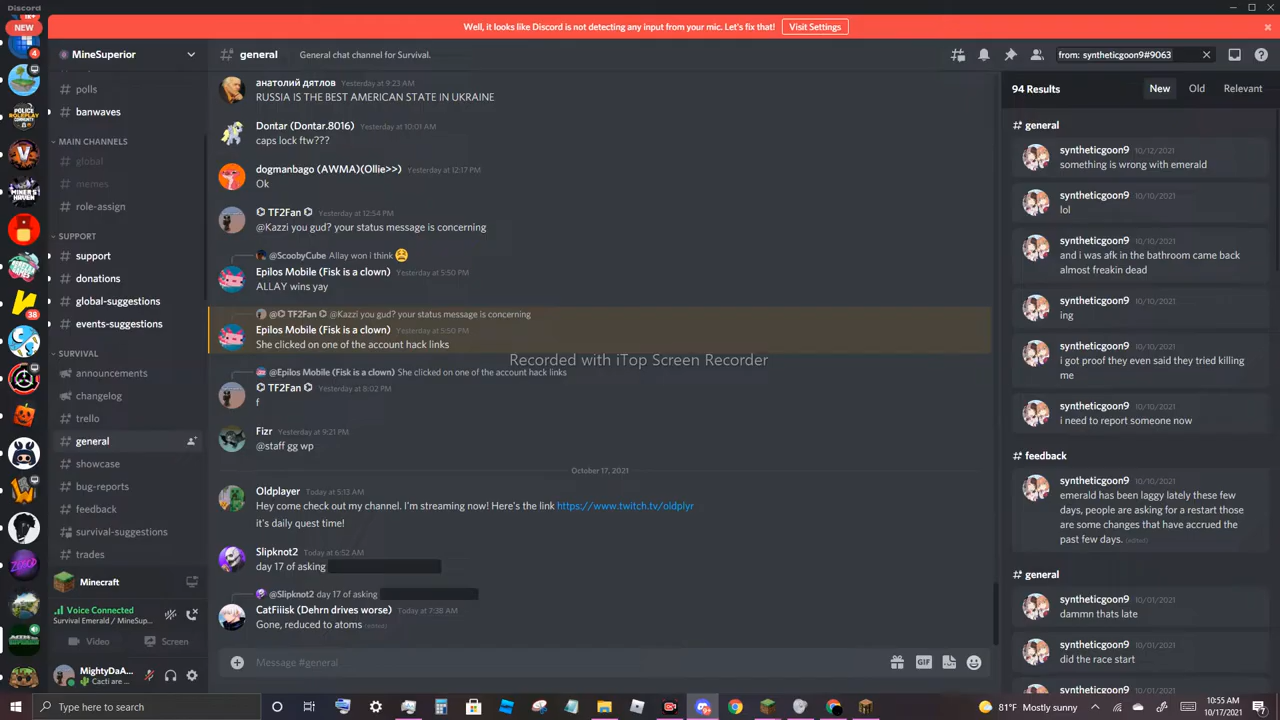 Discord
NEW
Well, it looks like Discord is not detecting any input from your mic. Let's fix that!
Visit Settings
MineSuperior
general
General chat channel for Survival.
from: syntheticgoon9#9063
4
POLICE ROLEPLAY COMMUNITY
MINER'S HAVEN
38
polls
banwaves
MAIN CHANNELS
global
memes
role-assign
SUPPORT
support
donations
global-suggestions
events-suggestions
SURVIVAL
announcements
changelog
trello
general
showcase
bug-reports
feedback
survival-suggestions
trades
Minecraft
Voice Connected
Survival Emerald / MineSup...
Video
Screen
MightyDaA...
Cacti are ...
анатолий дятлов Yesterday at 9:23 AM
RUSSIA IS THE BEST AMERICAN STATE IN UKRAINE
Dontar (Dontar.8016) Yesterday at 10:01 AM
caps lock ftw???
dogmanbago (AWMA)(Ollie>>) Yesterday at 12:17 PM
Ok
TF2Fan Yesterday at 12:54 PM
@Kazzi you gud? your status message is concerning
@ScoobyCube Allay won I think
Epilos Mobile (Fisk is a clown) Yesterday at 5:50 PM
ALLAY wins yay
@ TF2Fan @Kazzi you gud? your status message is concerning
Epilos Mobile (Fisk is a clown) Yesterday at 5:50 PM
She clicked on one of the account hack links
Recorded with iTop Screen Recorder
@Epilos Mobile (Fisk is a clown) She clicked on one of the account hack links
TF2Fan Yesterday at 6:02 PM
f
Fizr Yesterday at 9:21 PM
@staff gg wp
October 17, 2021
Oldplayer Today at 5:13 AM
Hey come check out my channel. I'm streaming now! Here's the link https://www.twitch.tv/oldplyr
it's daily quest time!
Slipknot2 Today at 6:52 AM
day 17 of asking
@Slipknot2 day 17 of asking
CatFiiisk (Dehrn drives worse) Today at 7:38 AM
Gone, reduced to atoms (edited)
Message #general
GIF
94 Results
New
Old
Relevant
general
syntheticgoon9 10/12/2021
something is wrong with emerald
syntheticgoon9 10/10/2021
lol
syntheticgoon9 10/10/2021
and i was afk in the bathroom came back
almost freakin dead
syntheticgoon9 10/10/2021
ing
syntheticgoon9 10/10/2021
i got proof they even said they tried killing
me
syntheticgoon9 10/10/2021
i need to report someone now
feedback
syntheticgoon9 10/10/2021
emerald has been laggy lately these few
days, people are asking for a restart those
are some changes that have accrued the
past few days. (edited)
general
syntheticgoon9 10/01/2021
dammn thats late
syntheticgoon9 10/01/2021
did the race start
syntheticgoon9 10/01/2021
Type here to search
81°F Mostly sunny
10:55 AM
10/17/2021